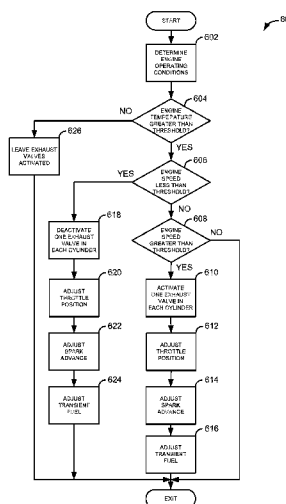 START
602
DETERMINE
ENGINE
OPERATING
CONDITIONS
604
ENGINE
TEMPERATURE
GREATER THAN
THRESHOLD?
NO
YES
626
LEAVE EXHAUST
VALVES
ACTIVATED
606
ENGINE
SPEED
LESS THAN
THRESHOLD?
YES
NO
608
ENGINE
SPEED
GREATER THAN
THRESHOLD?
NO
YES
618
DEACTIVATE
ONE EXHAUST
VALVE IN
EACH CYLINDER
610
ACTIVATE
ONE EXHAUST
VALVE IN
EACH CYLINDER
620
ADJUST
THROTTLE
POSITION
612
ADJUST
THROTTLE
POSITION
622
ADJUST
SPARK
ADVANCE
614
ADJUST
SPARK
ADVANCE
624
ADJUST
TRANSIENT
FUEL
616
ADJUST
TRANSIENT
FUEL
EXIT